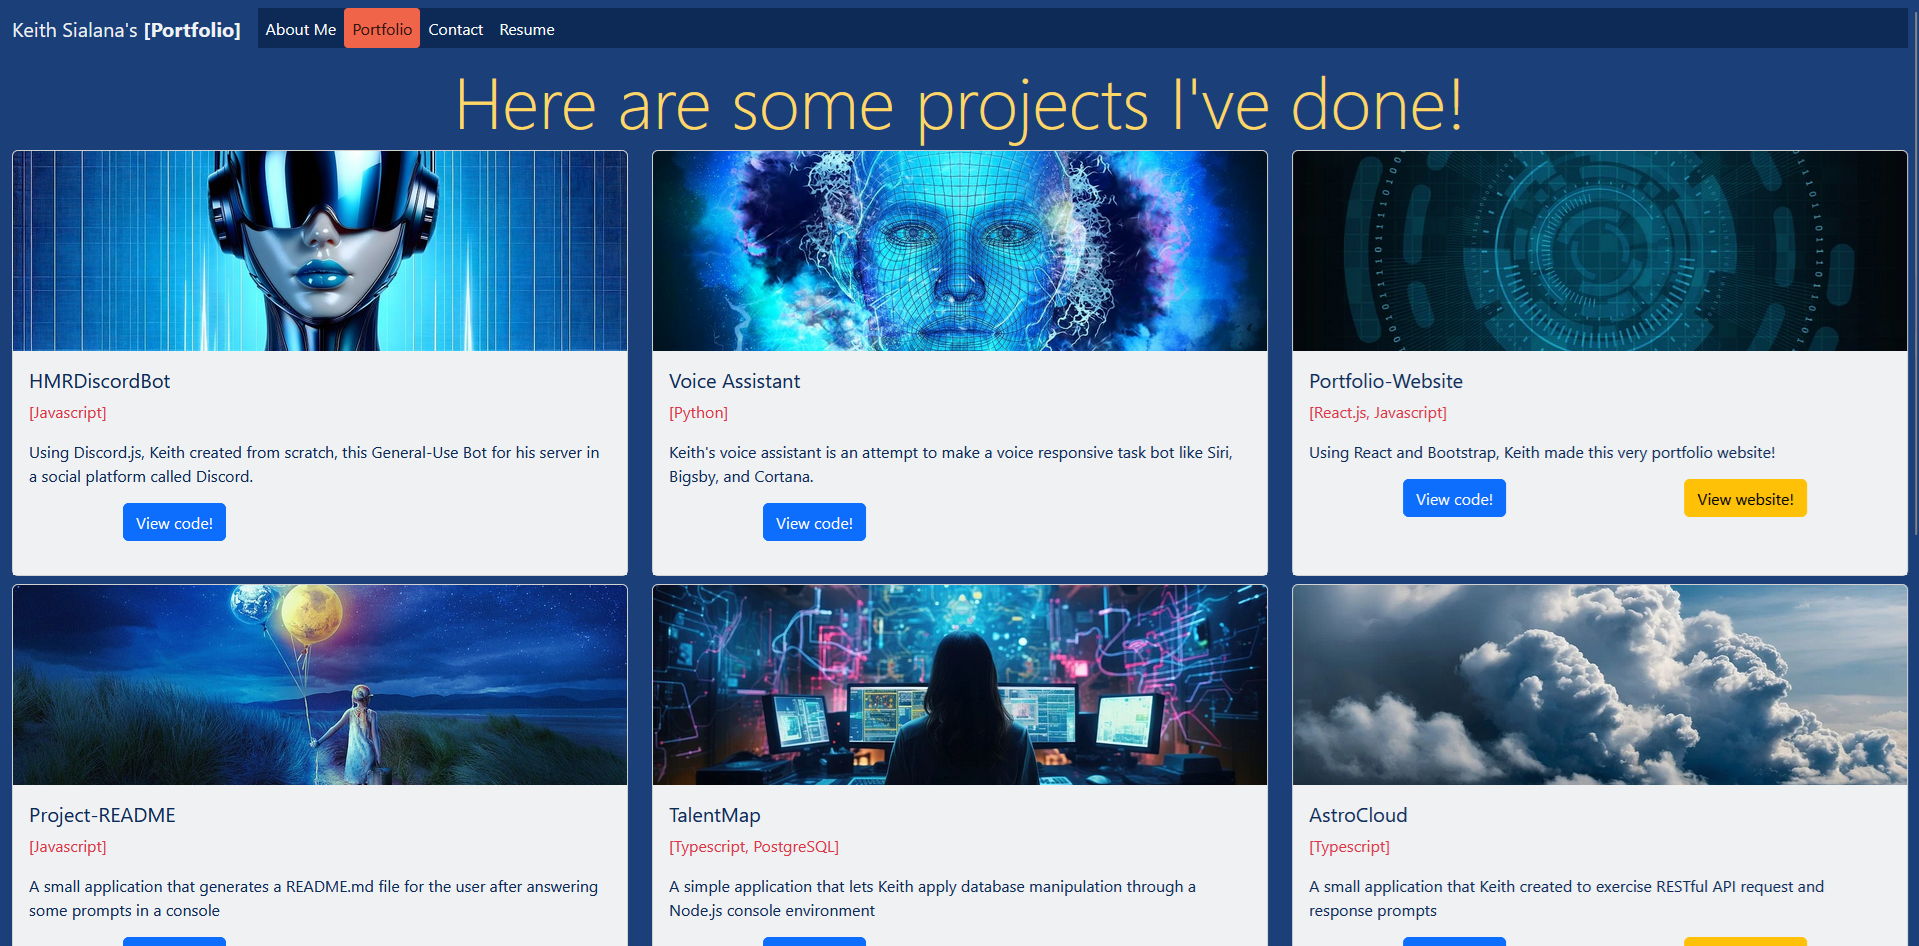 Keith Sialana's [Portfolio]
About Me
Portfolio
Contact
Resume
Here are some projects I've done!
HMRDiscordBot
[Javascript]
Using Discord.js, Keith created from scratch, this General-Use Bot for his server in
a social platform called Discord.
View code!
Voice Assistant
[Python]
Keith's voice assistant is an attempt to make a voice responsive task bot like Siri,
Bigsby, and Cortana.
View code!
Portfolio-Website
[React.js, Javascript]
Using React and Bootstrap, Keith made this very portfolio website!
View code!
View website!
Project-README
[Javascript]
A small application that generates a README.md file for the user after answering
some prompts in a console
TalentMap
[Typescript, PostgreSQL]
A simple application that lets Keith apply database manipulation through a
Node.js console environment
AstroCloud
[Typescript]
A small application that Keith created to exercise RESTful API request and
response prompts